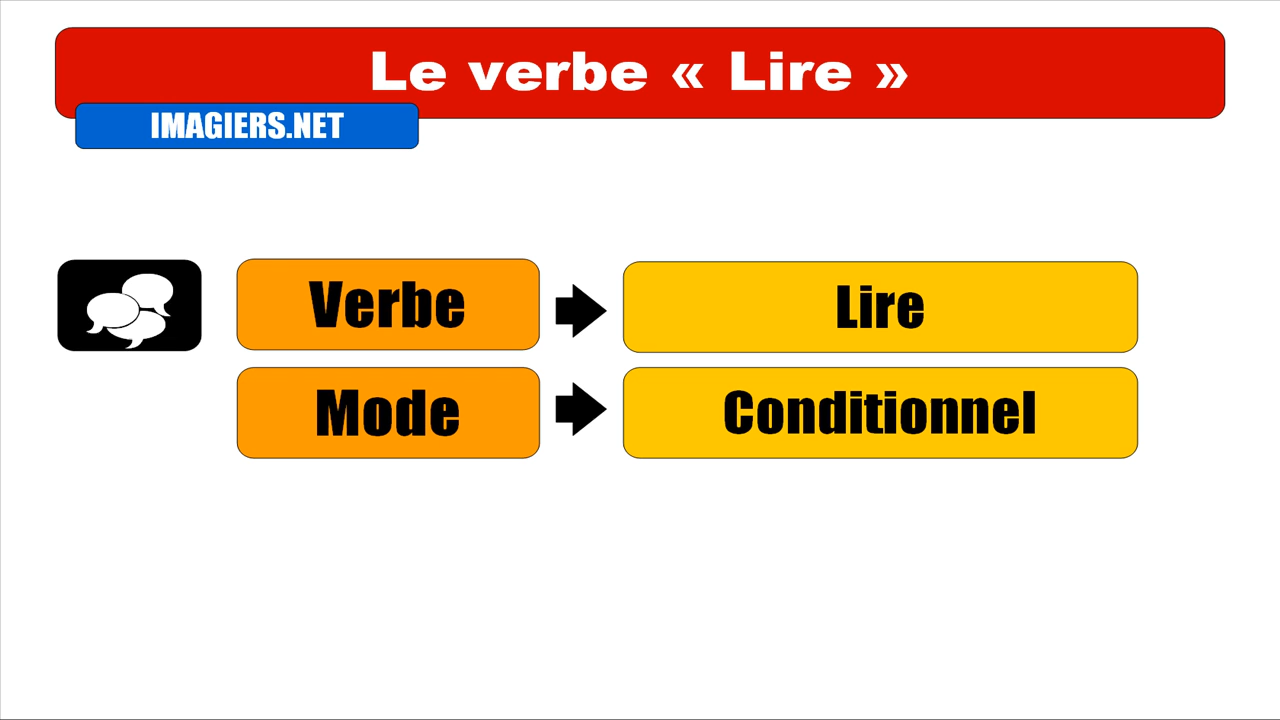 Le verbe « Lire »
IMAGIERS.NET
Verbe
Lire
Mode
Conditionnel